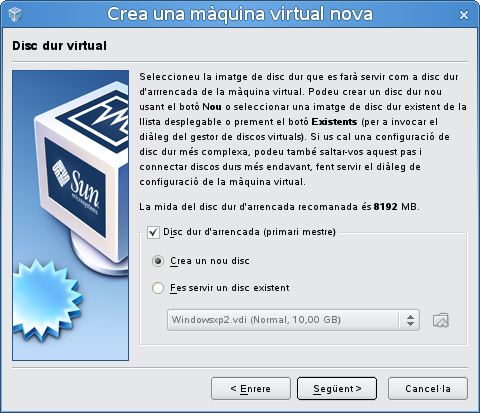 Crea una màquina virtual nova
Disc dur virtual
Seleccioneu la imatge de disc dur que es farà servir com a disc dur
d'arrencada de la màquina virtual. Podeu crear un disc dur nou
usant el botó Nou o seleccionar una imatge de disc dur existent de la
llista desplegable o prement el botó Existents (per a invocar el
diàleg del gestor de discos virtuals). Si us cal una configuració de
disc dur més complexa, podeu també saltar-vos aquest pas i
connectar discos durs més endavant, fent servir el diàleg de
configuració de la màquina virtual.
La mida del disc dur d'arrencada recomanada és 8192 MB.
Disc dur d'arrencada (primari mestre)
Crea un nou disc
Fes servir un disc existent
Windowsxp2.vdi (Normal, 10,00 GB)
Sun
microsystems
< Enrere
Següent >
Cancel·la